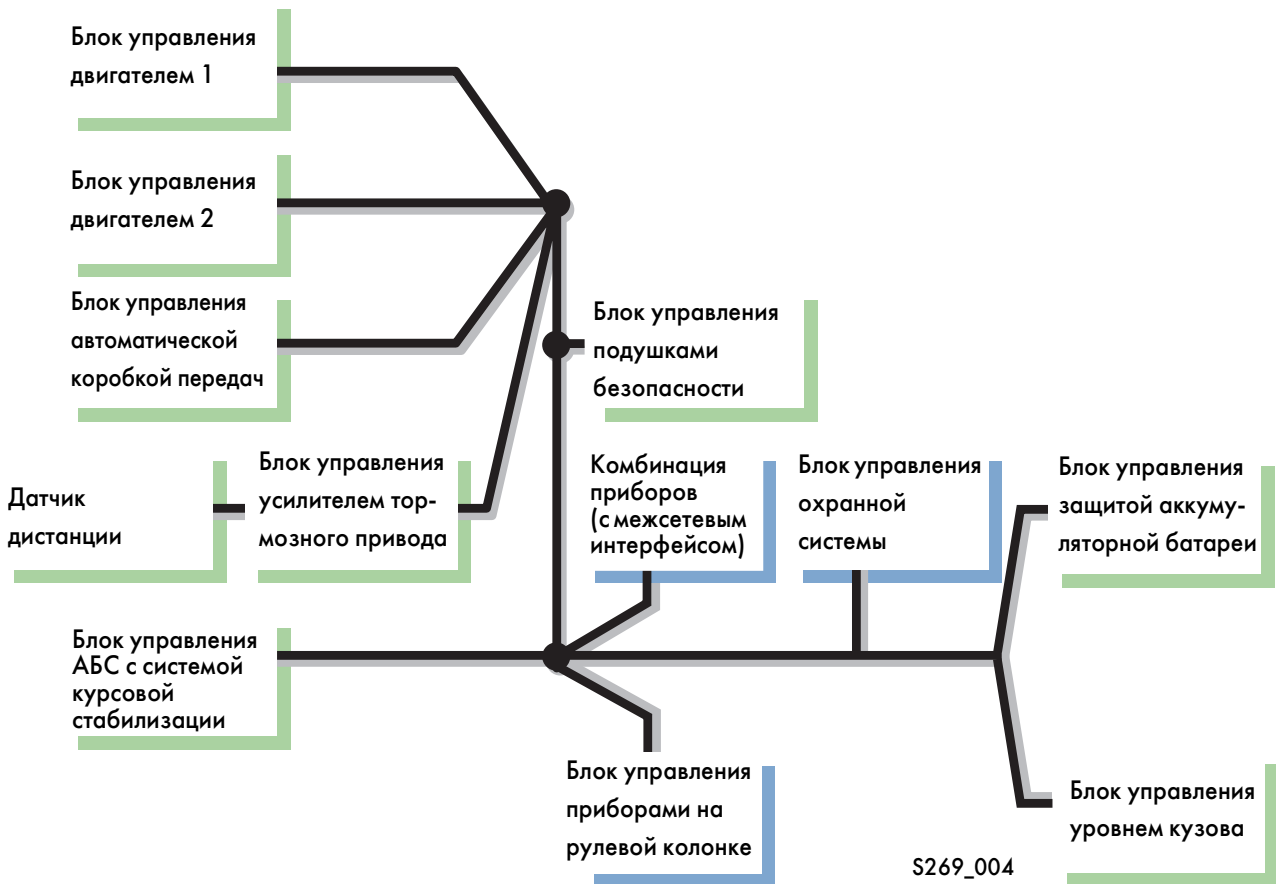 Блок управления
двигателем 1
Блок управления
двигателем 2
Блок управления
автоматической
коробкой передач
Блок управления
подушками
безопасности
Датчик
дистанции
Блок управления
усилителем тор-
мозного привода
Комбинация
приборов
(с межсетевым
интерфейсом)
Блок управления
охранной
системы
Блок управления
защитой аккуму-
ляторной батареи
Блок управления
АБС с системой
курсовой
стабилизации
Блок управления
приборами на
рулевой колонке
Блок управления
уровнем кузова
S269_004